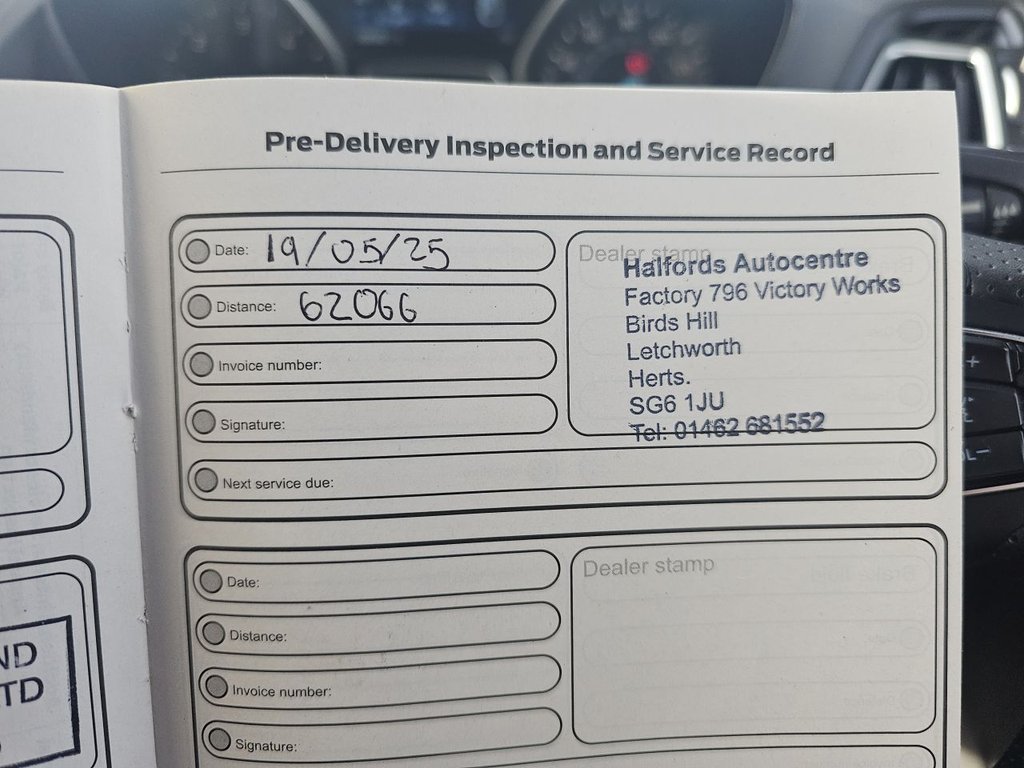 Pre-Delivery Inspection and Service Record
Date: 19/05/25
Distance: 62066
Invoice number:
Signature:
Next service due:
Dealer stamp
Halfords Autocentre
Factory 796 Victory Works
Birds Hill
Letchworth
Herts.
SG6 1JU
Tel: 01462 681552
Date:
Distance:
Invoice number:
Signature:
Dealer stamp
ND
TD